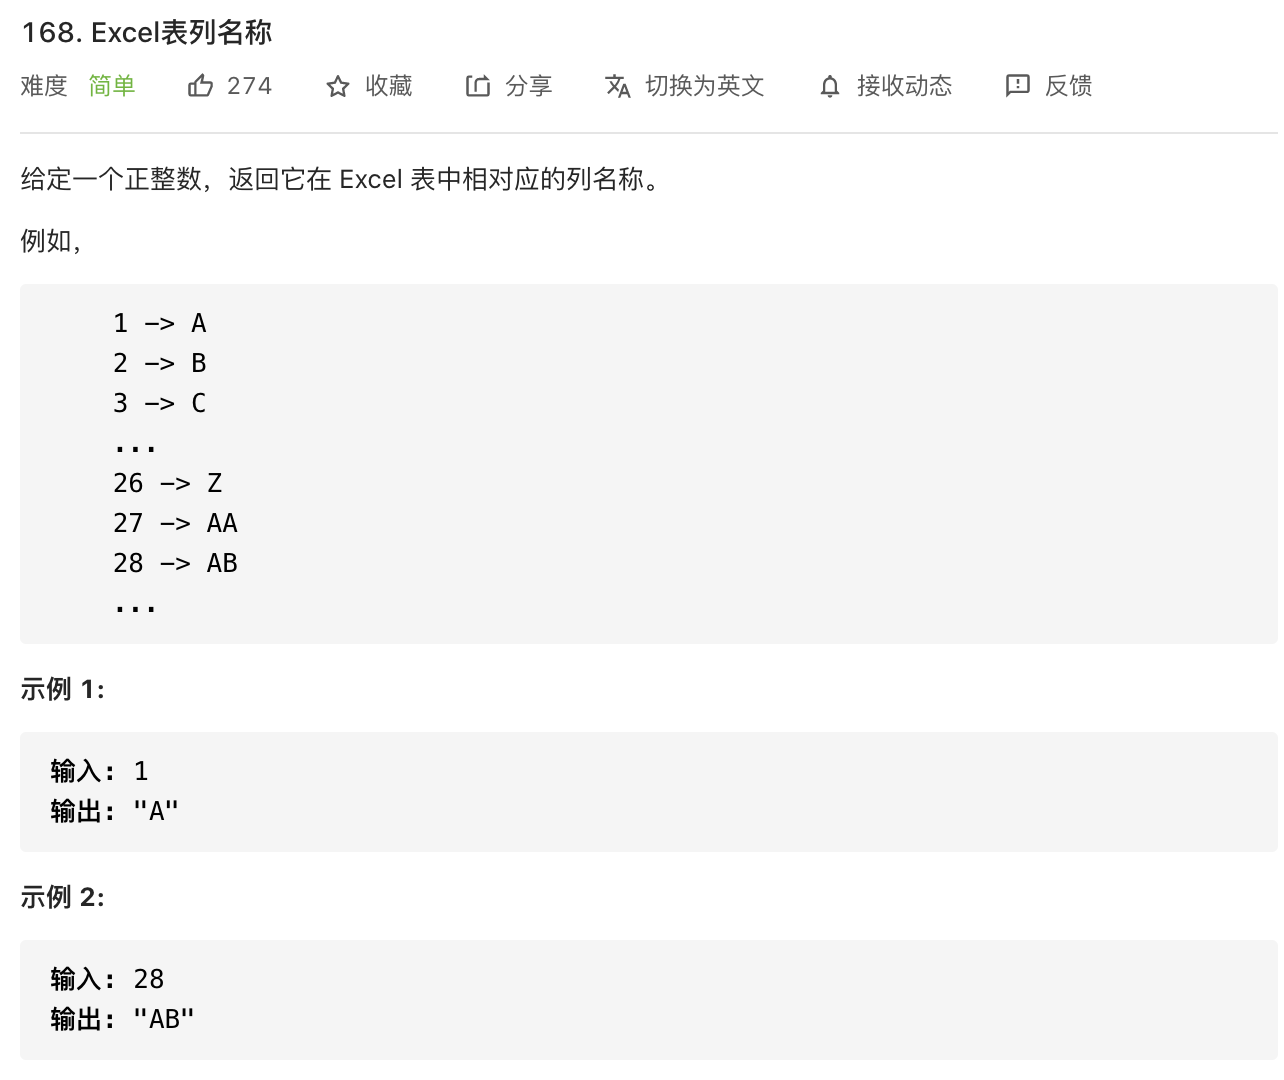 168. Excel表列名称
难度 简单 274 收藏 分享 切换为英文 接收动态 反馈
给定一个正整数，返回它在 Excel 表中相对应的列名称。
例如，
1 -> A
2 -> B
3 -> C
...
26 -> Z
27 -> AA
28 -> AB
...
示例 1:
输入: 1
输出: "A"
示例 2:
输入: 28
输出: "AB"